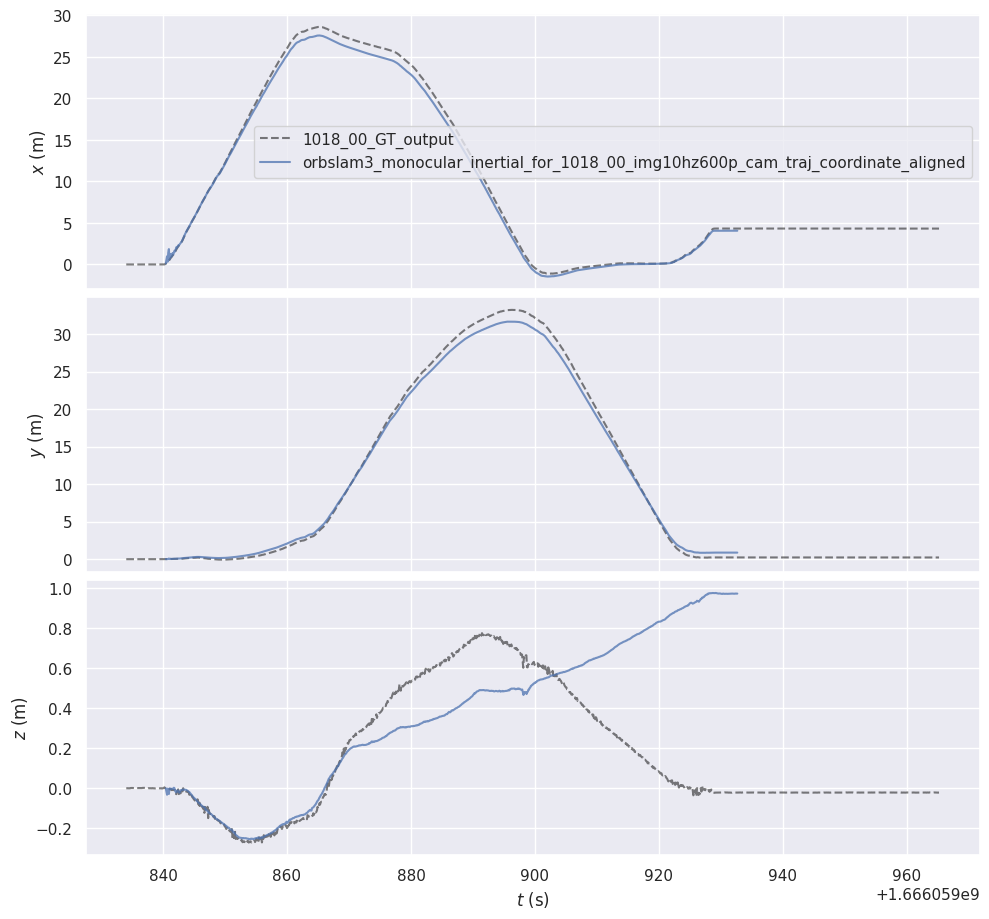 30
25
20
15
10
5
0
x (m)
1018_00_GT_output
orbslam3_monocular_inertial_for_1018_00_img10hz600p_cam_traj_coordinate_aligned
30
25
20
15
10
5
0
y (m)
1.0
0.8
0.6
0.4
0.2
0.0
−0.2
z (m)
840 860 880 900 920 940 960
t (s)
+1.666059e9